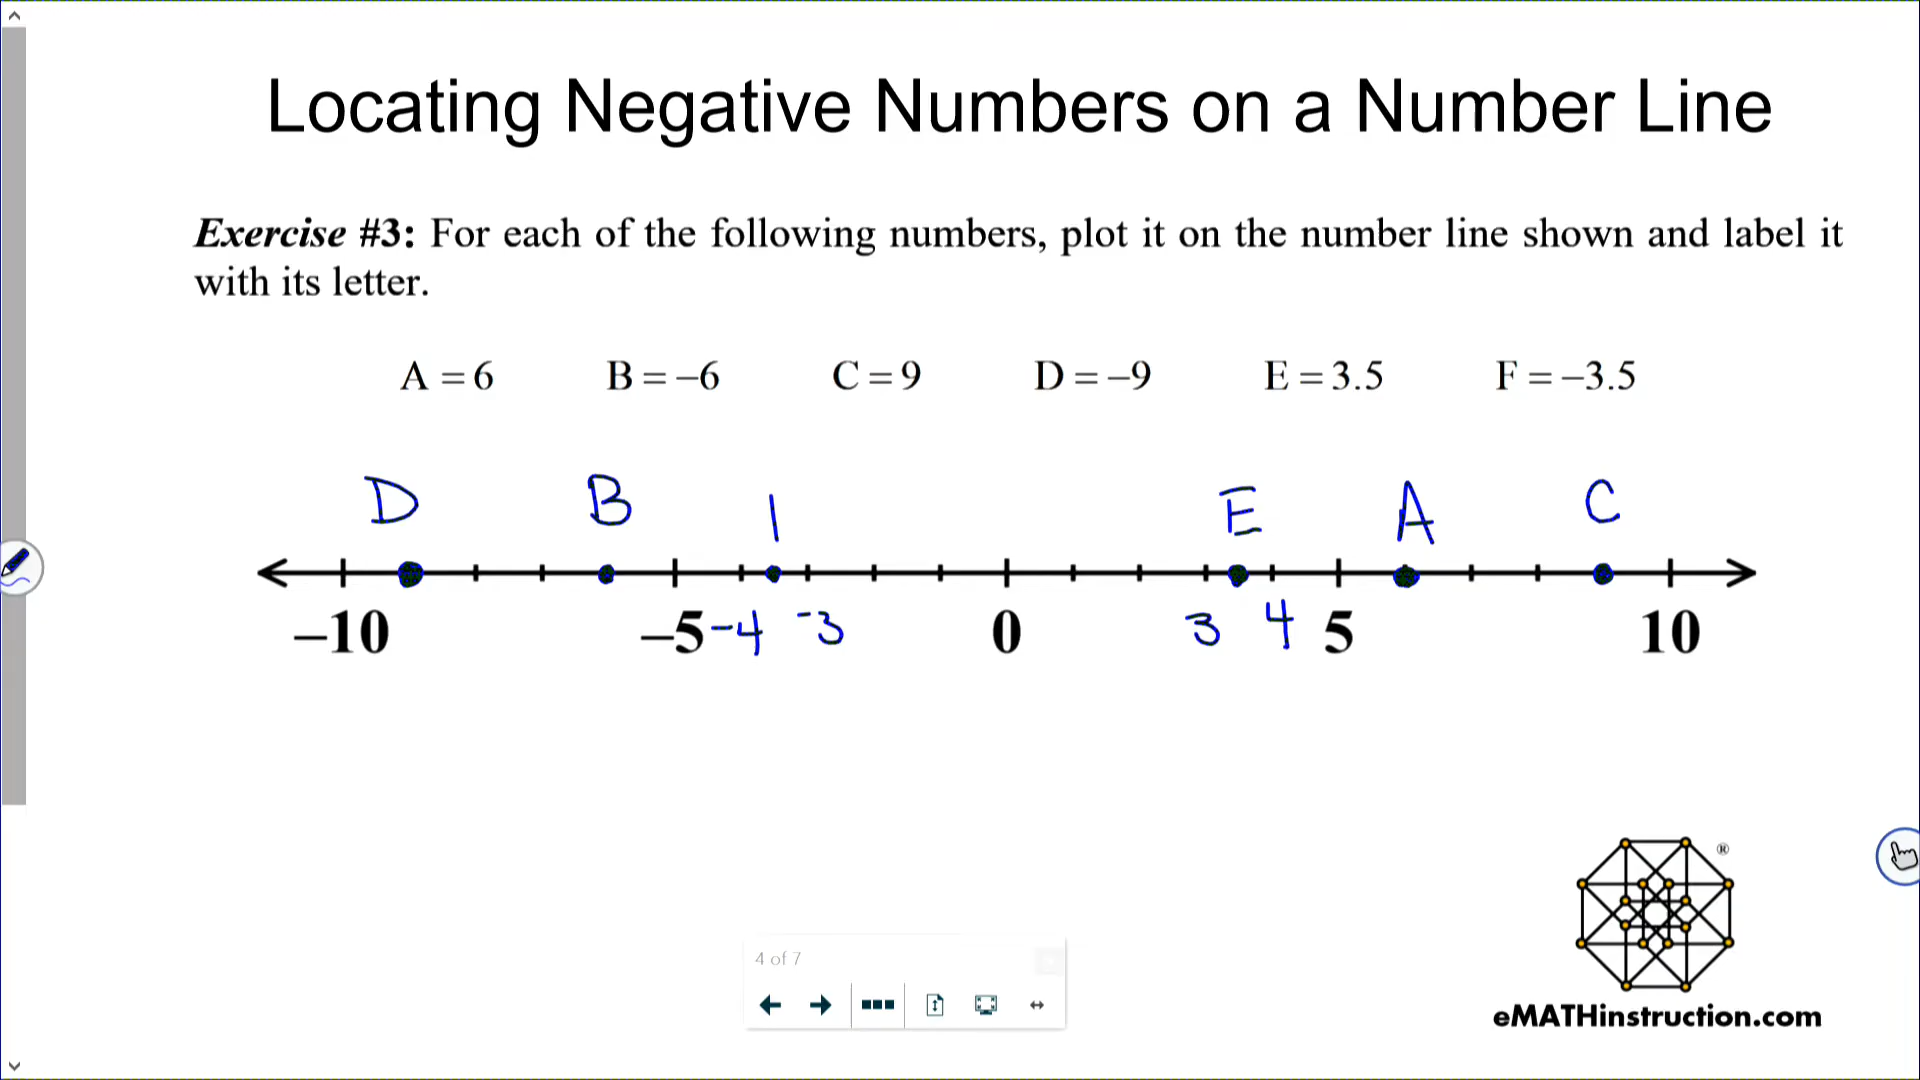 Locating Negative Numbers on a Number Line
Exercise #3: For each of the following numbers, plot it on the number line shown and label it
with its letter.
A = 6 B = –6 C = 9 D = –9 E = 3.5 F = –3.5
D B | E A C
–10 –5 -4 -3 0 3 4 5 10
®
4 of 7
eMATHinstruction.com